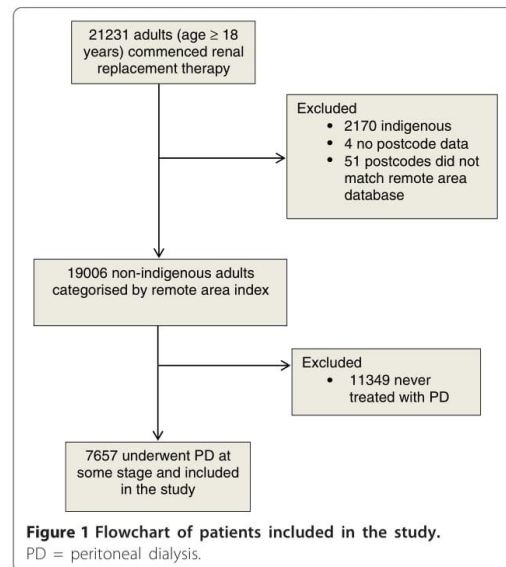 21231 adults (age ≥ 18
years) commenced renal
replacement therapy
Excluded
• 2170 indigenous
• 4 no postcode data
• 51 postcodes did not
match remote area
database
19006 non-indigenous adults
categorised by remote area index
Excluded
• 11349 never
treated with PD
7657 underwent PD at
some stage and included
in the study
Figure 1 Flowchart of patients included in the study.
PD = peritoneal dialysis.